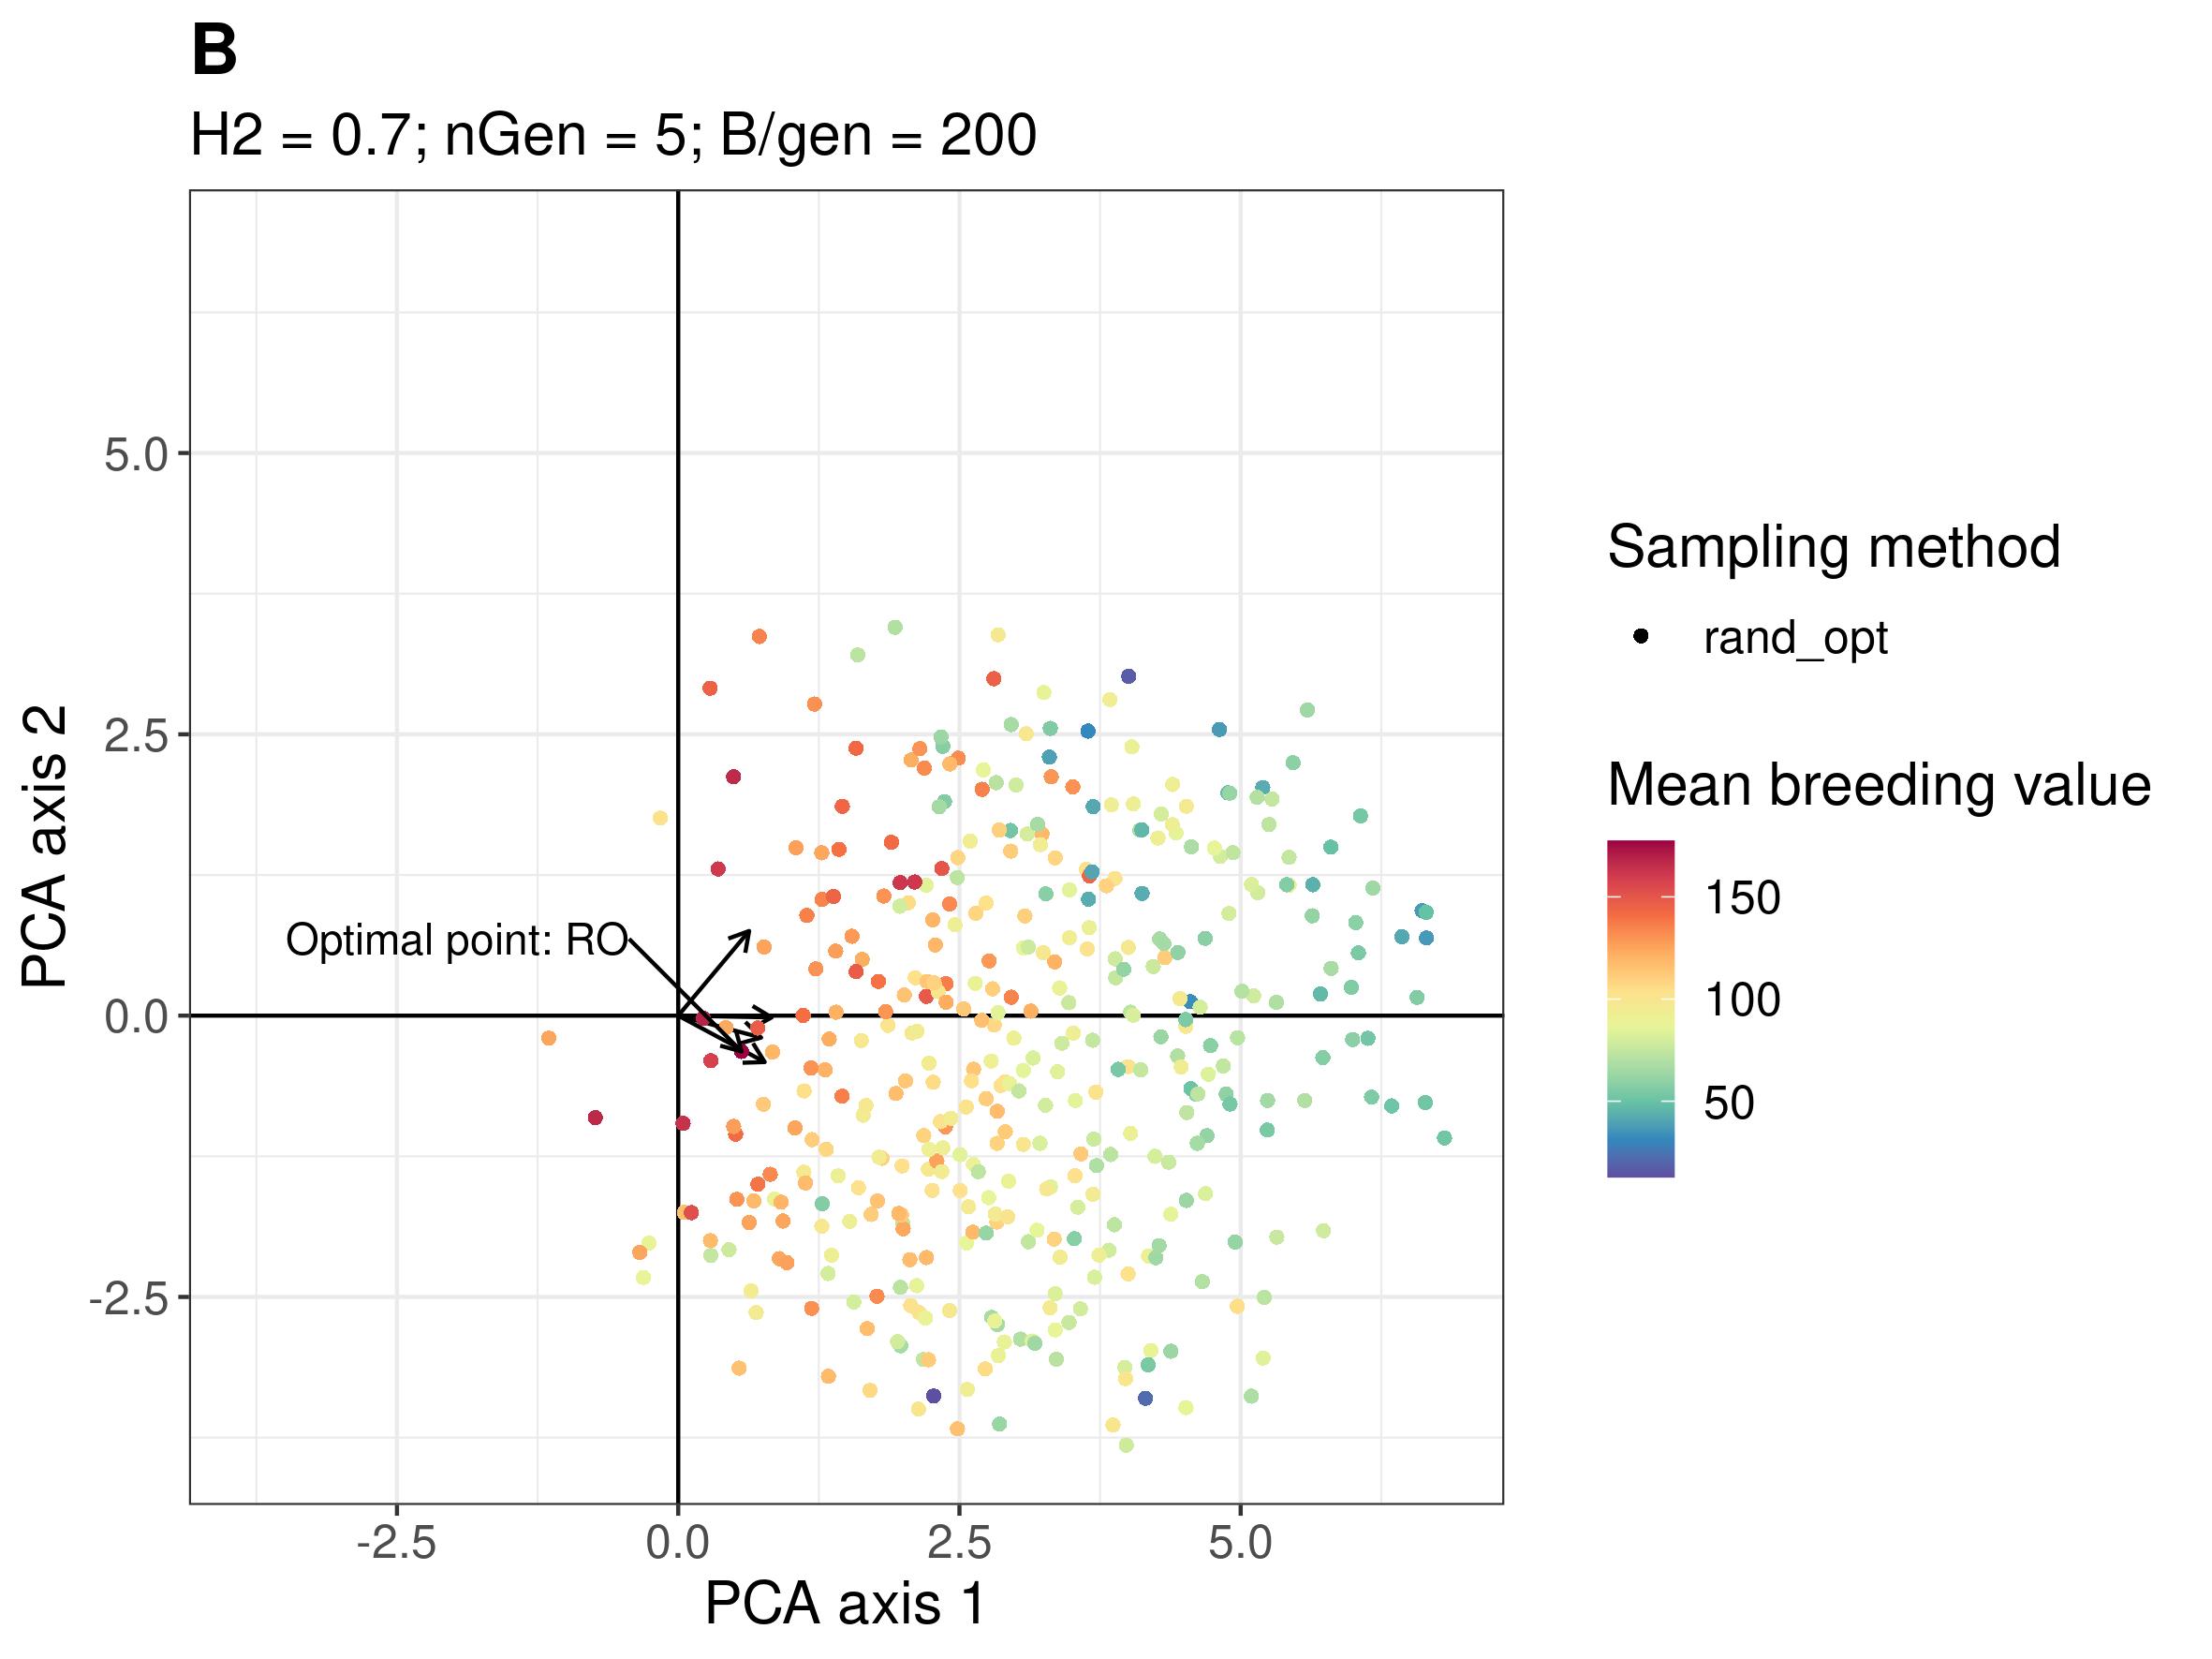 B
H2 = 0.7; nGen = 5; B/gen = 200
PCA axis 2
5.0
2.5
0.0
-2.5
Optimal point: RO
-2.5
0.0
2.5
5.0
PCA axis 1
Sampling method
rand_opt
Mean breeding value
150
100
50